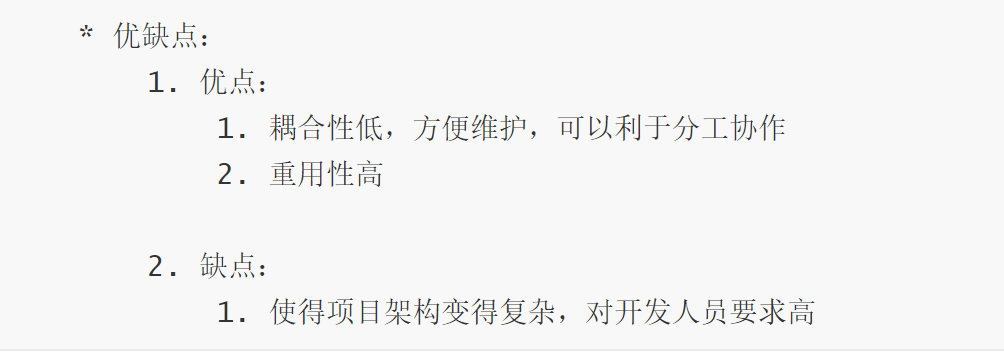 * 优缺点：
1. 优点：
1. 耦合性低，方便维护，可以利于分工协作
2. 重用性高
2. 缺点：
1. 使得项目架构变得复杂，对开发人员要求高